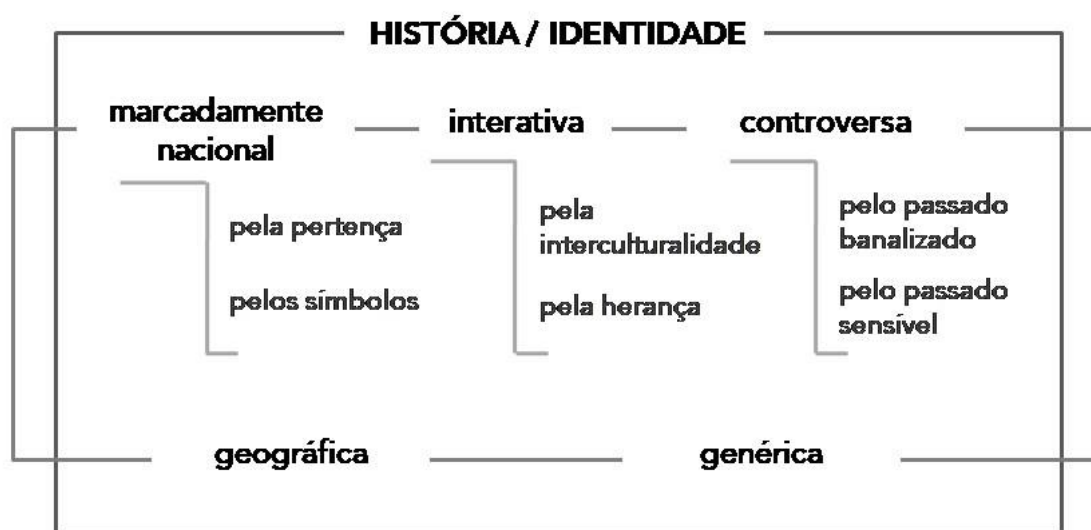 HISTÓRIA / IDENTIDADE
marcadamente
nacional
interativa
controversa
pela pertença
pelos símbolos
pela
interculturalidade
pela herança
pelo passado
banalizado
pelo passado
sensível
geográfica
genérica